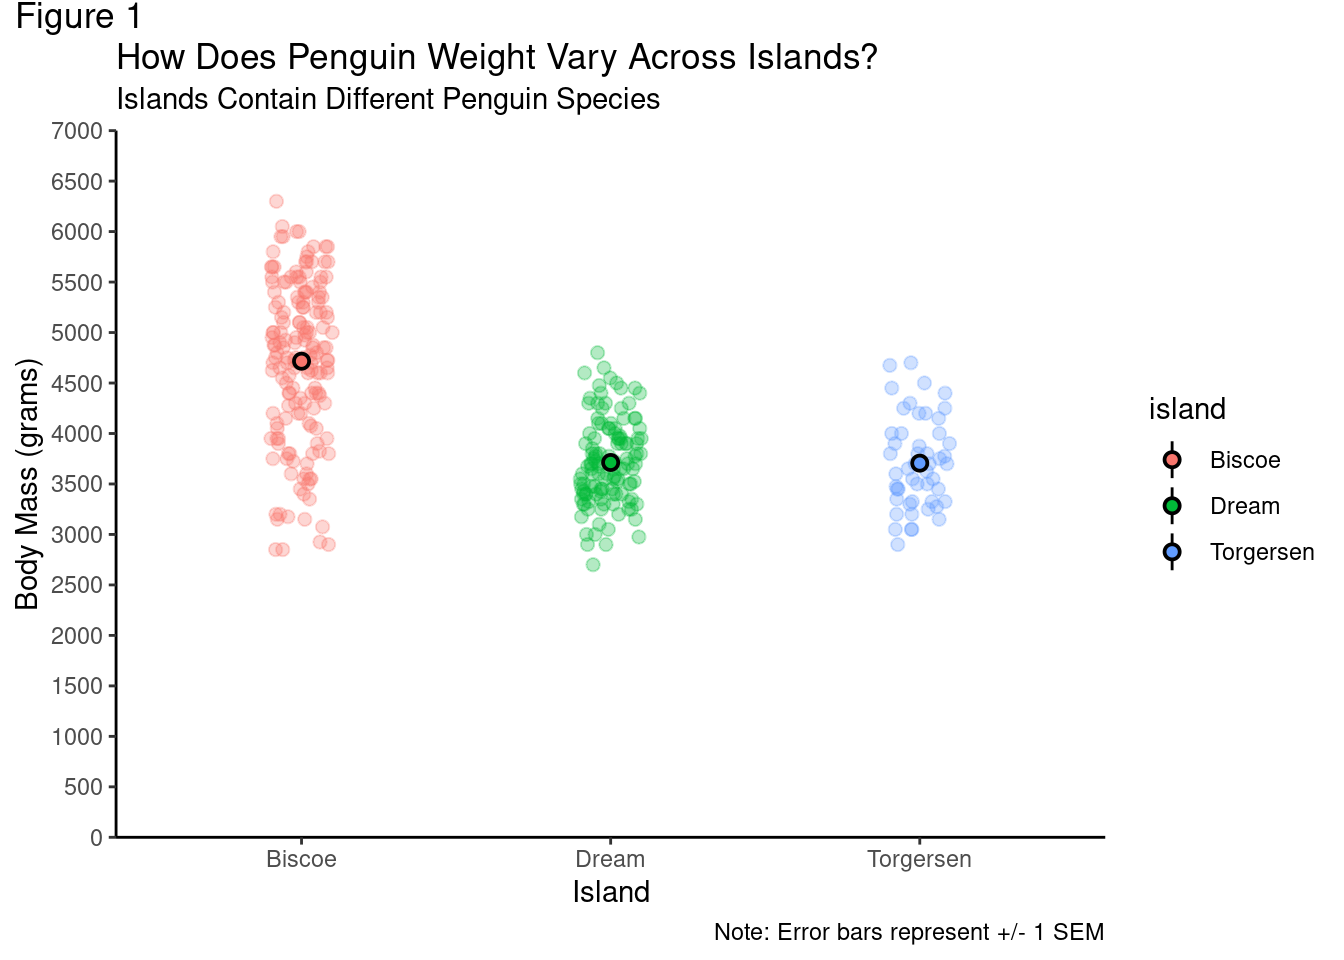 Figure 1
How Does Penguin Weight Vary Across Islands?
Islands Contain Different Penguin Species
Body Mass (grams)
7000
6500
6000
5500
5000
4500
4000
3500
3000
2500
2000
1500
1000
500
0
Biscoe
Dream
Torgersen
Island
island
Biscoe
Dream
Torgersen
Note: Error bars represent +/- 1 SEM